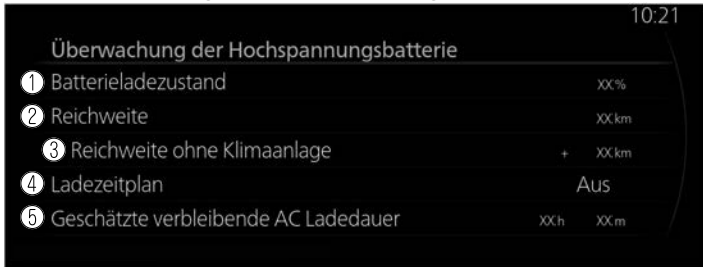 10:21
Überwachung der Hochspannungsbatterie
① Batterieladezustand XX%
② Reichweite XX km
③ Reichweite ohne Klimaanlage + XX km
④ Ladezeitplan Aus
⑤ Geschätzte verbleibende AC Ladedauer XX h XX m